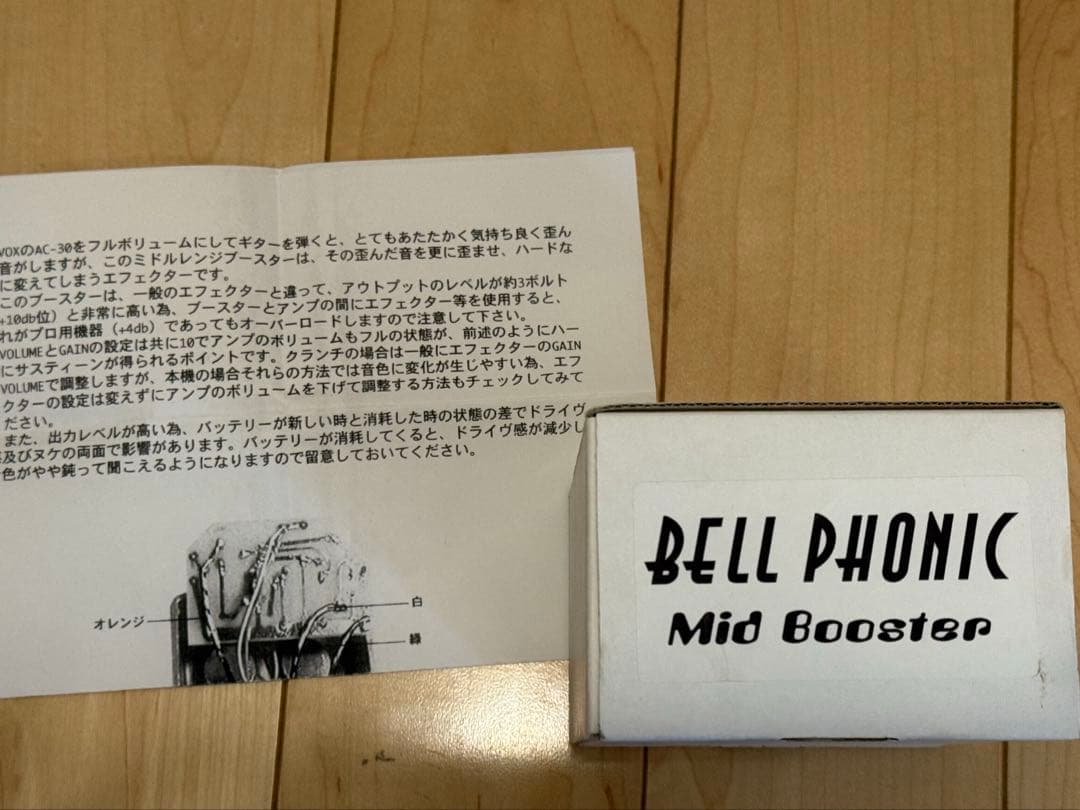 VOXのAC-30をフルボリュームにしてギターを弾くと、とてもあたたかく気持ち良く歪ん
音がしますが、このミドルレンジブースターは、その歪んだ音を更に歪ませ、ハードな
に変えてしまうエフェクターです。
このブースターは、一般のエフェクターと違って、アウトプットのレベルが約3ボルト
+10db位）と非常に高い為、ブースターとアンプの間にエフェクター等を使用すると、
れがプロ用機器（+4db）であってもオーバーロードしますので注意して下さい。
VOLUMEとGAINの設定は共に10でアンプのボリュームもフルの状態が、前述のようにハー
にサスティーンが得られるポイントです。クランチの場合は一般にエフェクターのGAIN
VOLUMEで調整しますが、本機の場合それらの方法では音色に変化が生じやすい為、エフ
クターの設定は変えずにアンプのボリュームを下げて調整する方法もチェックしてみて
ださい。
また、出力レベルが高い為、バッテリーが新しい時と消耗した時の状態の差でドライヴ
及びヌケの両面で影響があります。バッテリーが消耗してくると、ドライヴ感が減少し
色がやや鈍って聞こえるようになりますので留意しておいてください。
オレンジ
白
緑
BELL PHONIC
Mid Booster